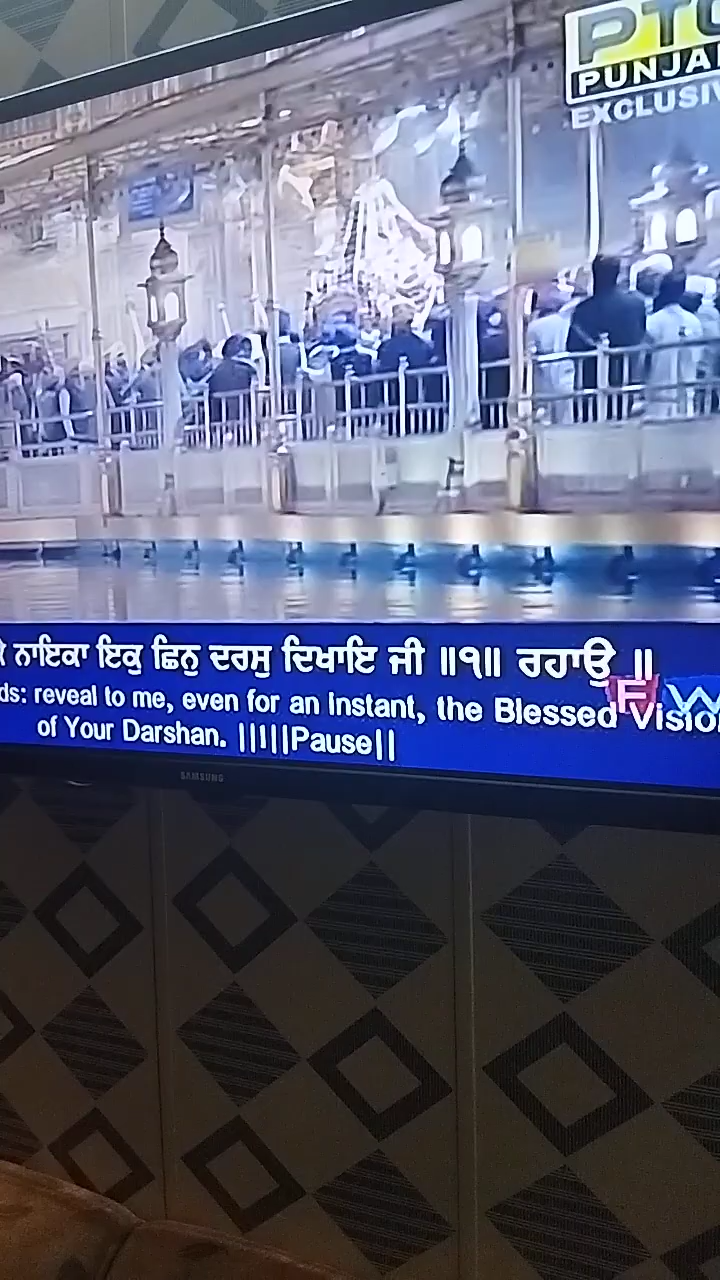 PTC
PUNJAB
EXCLUSIV
ਨਾਇਕਾ ਇਕੁ ਛਿਨੁ ਦਰਸੁ ਦਿਖਾਇ ਜੀ ॥੧॥ ਰਹਾਉ ॥
ds: reveal to me, even for an instant, the Blessed Visio
of Your Darshan. ||1||Pause||
SAMSUNG